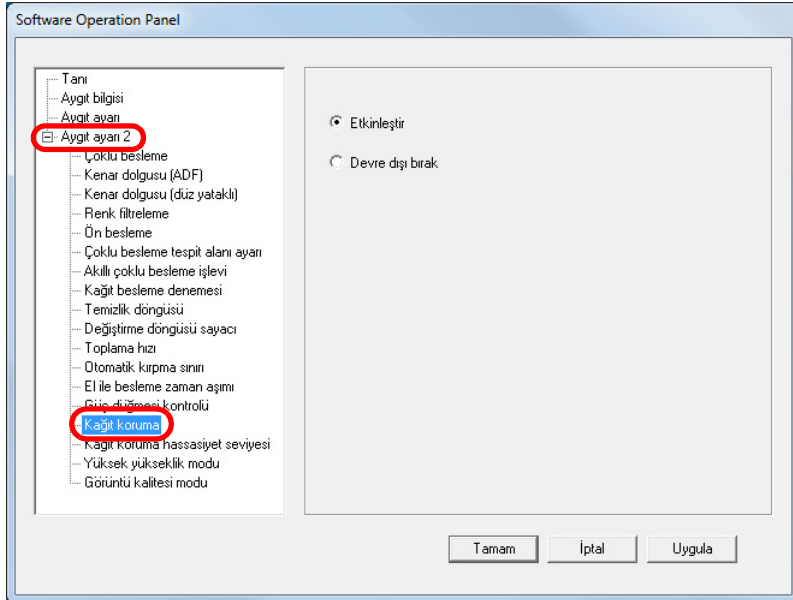 Software Operation Panel
Tanı
Aygıt bilgisi
Aygıt ayarı
Aygıt ayarı 2
Çoklu besleme
Kenar dolgusu (ADF)
Kenar dolgusu (düz yataklı)
Renk filtreleme
Ön besleme
Çoklu besleme tespit alanı ayarı
Akıllı çoklu besleme işlevi
Kağıt besleme denemesi
Temizlik döngüsü
Değiştirme döngüsü sayacı
Toplama hızı
Otomatik kırpma sınırı
El ile besleme zaman aşımı
Güç düğmesi kontrolü
Kağıt koruma
Kağıt koruma hassasiyet seviyesi
Yüksek yükseklik modu
Görüntü kalitesi modu
Etkinleştir
Devre dışı bırak
Tamam
İptal
Uygula